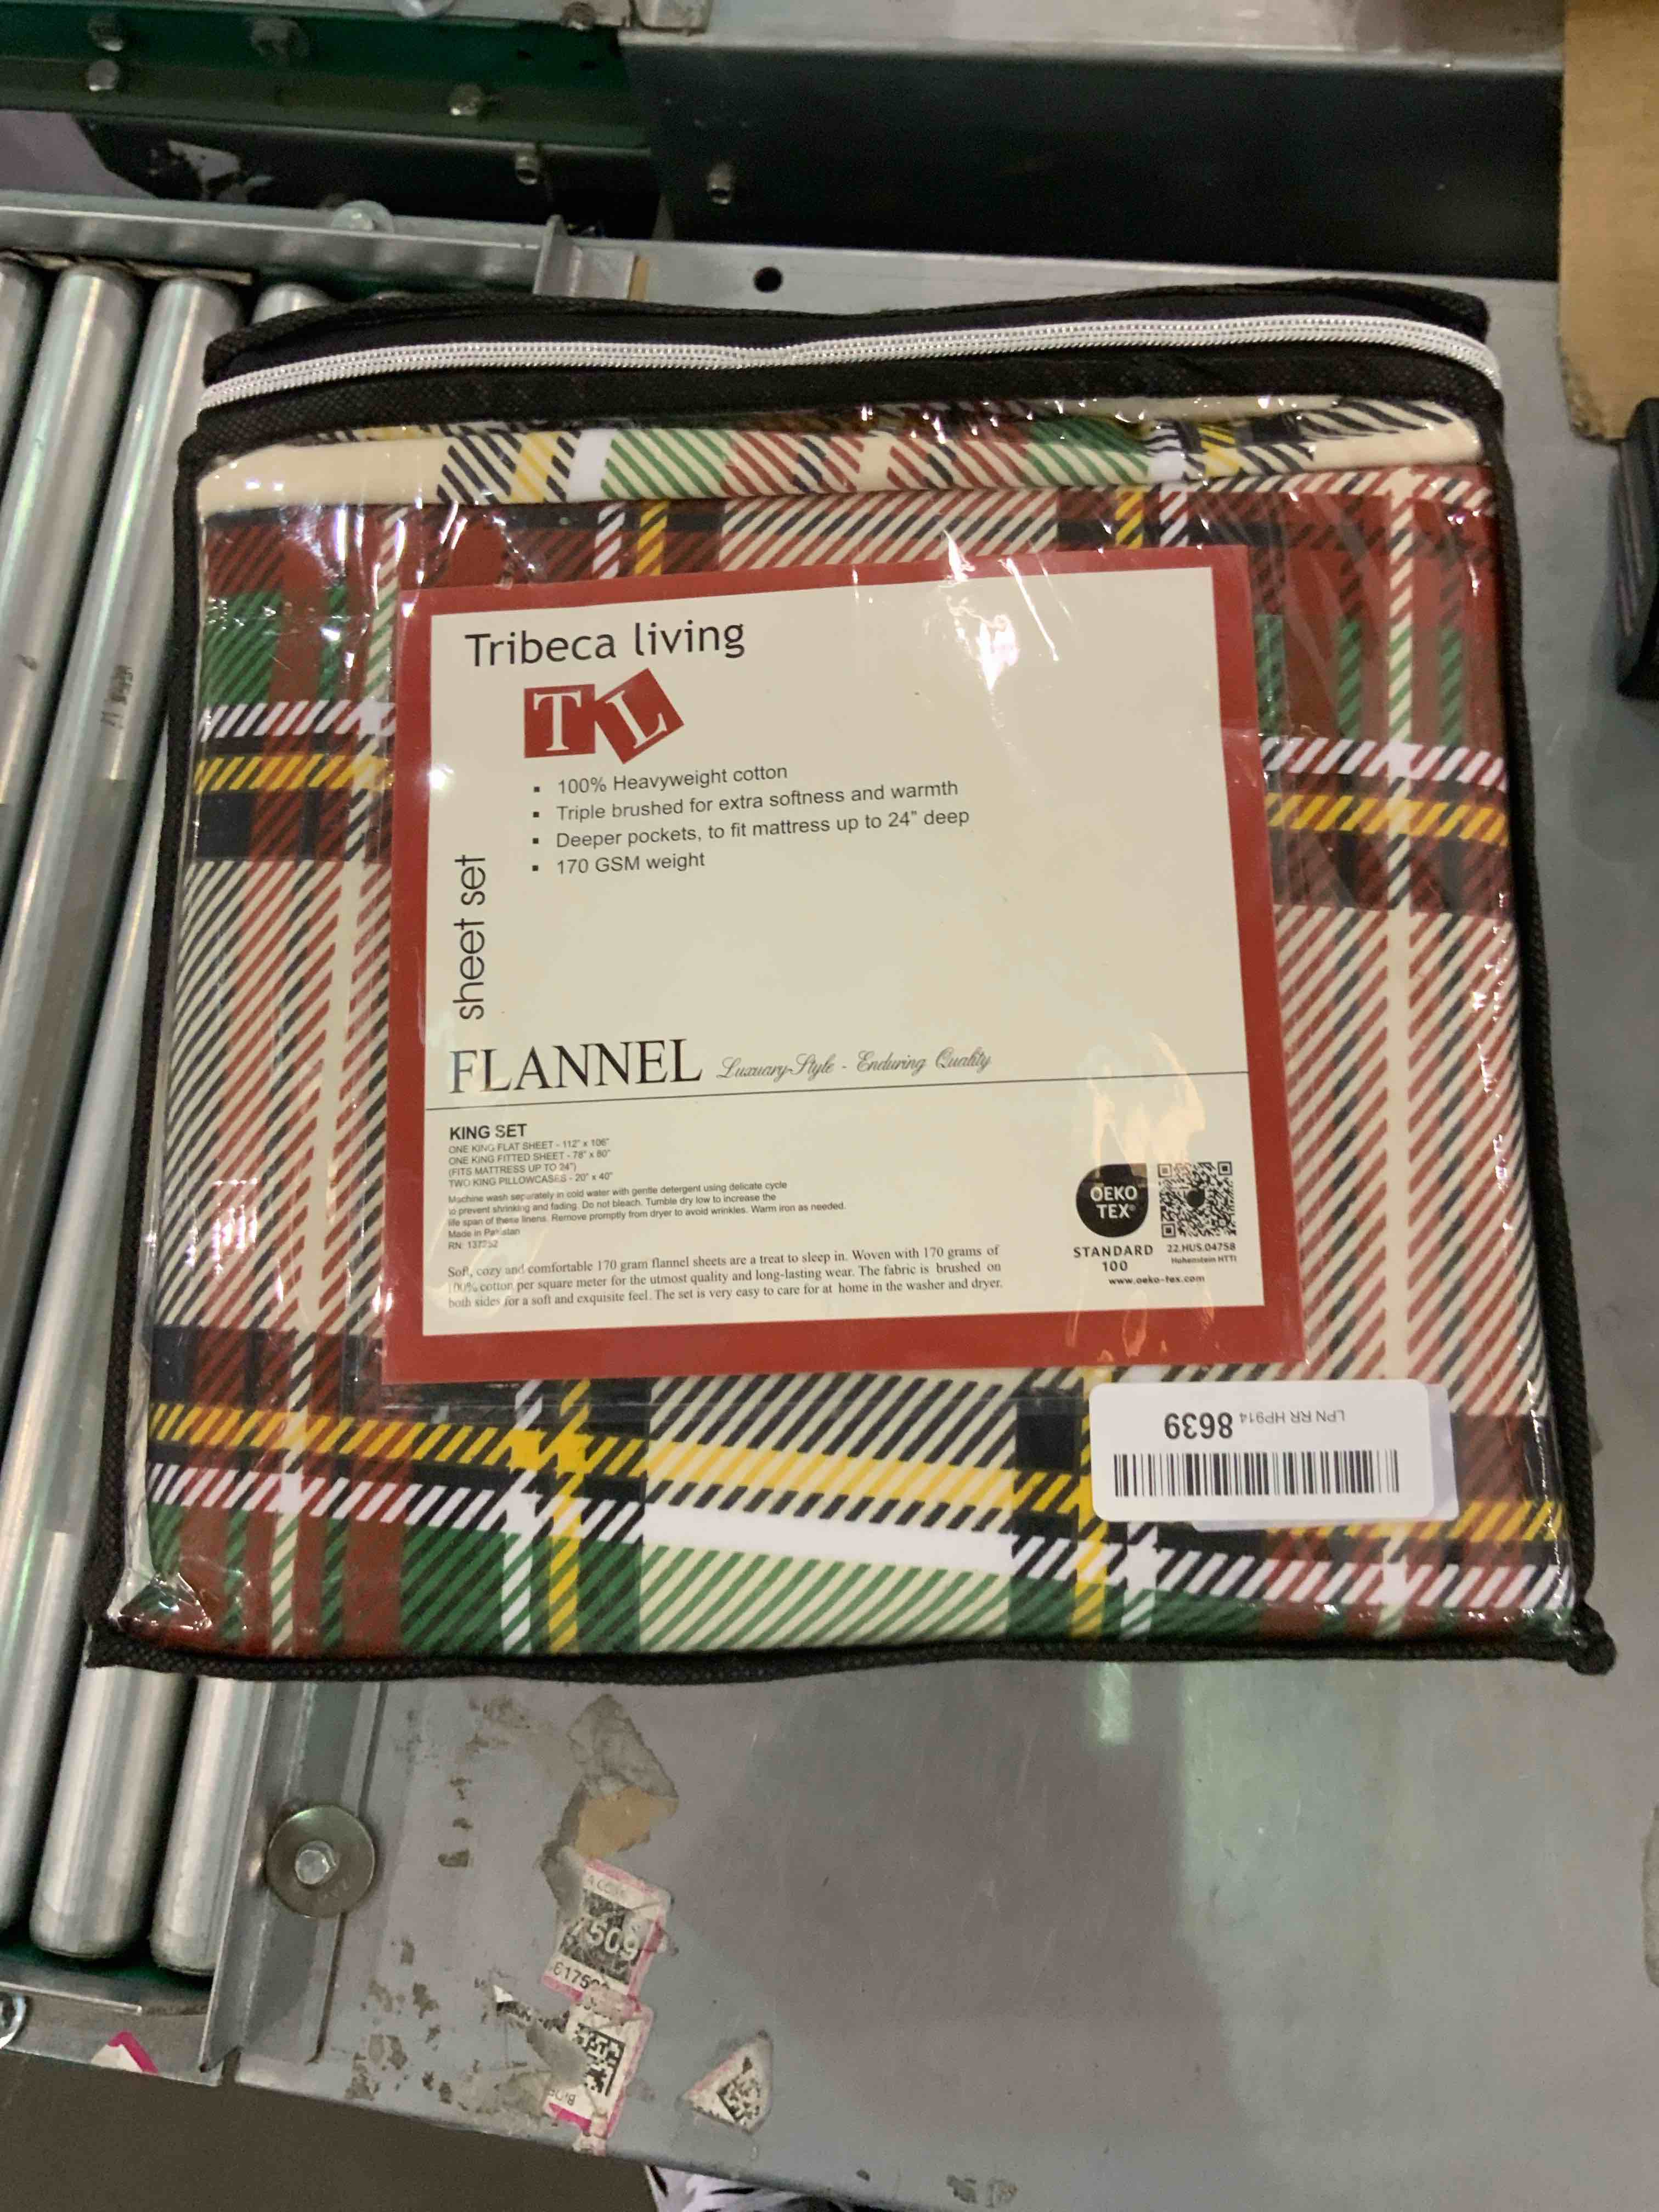 Tribeca living
TL
▪ 100% Heavyweight cotton
▪ Triple brushed for extra softness and warmth
▪ Deeper pockets, to fit mattress up to 24" deep
▪ 170 GSM weight
sheet set
FLANNEL Luxuary-Style - Enduring Quality
KING SET
ONE KING FLAT SHEET - 112" x 106"
ONE KING FITTED SHEET - 78" x 80"
(FITS MATTRESS UP TO 24")
TWO KING PILLOWCASES - 20" x 40"
Machine wash separately in cold water with gentle detergent using delicate cycle
to prevent shrinking and fading. Do not bleach. Tumble dry low to increase the
life span of these linens. Remove promptly from dryer to avoid wrinkles. Warm iron as needed.
Made in Pakistan
RN: 137252
Soft, cozy and comfortable 170 gram flannel sheets are a treat to sleep in. Woven with 170 grams of
100% cotton per square meter for the utmost quality and long-lasting wear. The fabric is brushed on
both sides for a soft and exquisite feel. The set is very easy to care for at home in the washer and dryer.
OEKO
TEX®
STANDARD
100
22.HUS.04758
Hohenstein HTTI
www.oeko-tex.com
LPN RR HP914 8639
7509